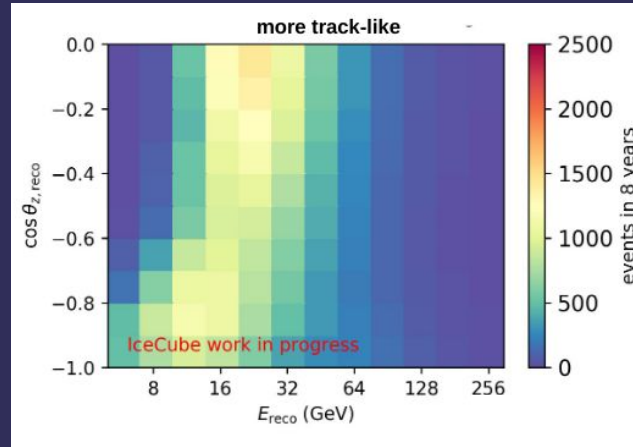 more track-like
0.0
−0.2
−0.4
−0.6
−0.8
−1.0
cos θz,reco
IceCube work in progress
8 16 32 64 128 256
Ereco (GeV)
2500
2000
1500
1000
500
0
events in 8 years